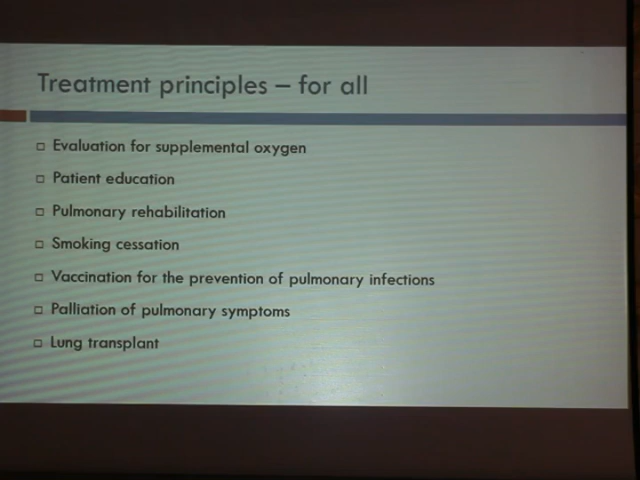 Treatment principles – for all
Evaluation for supplemental oxygen
Patient education
Pulmonary rehabilitation
Smoking cessation
Vaccination for the prevention of pulmonary infections
Palliation of pulmonary symptoms
Lung transplant